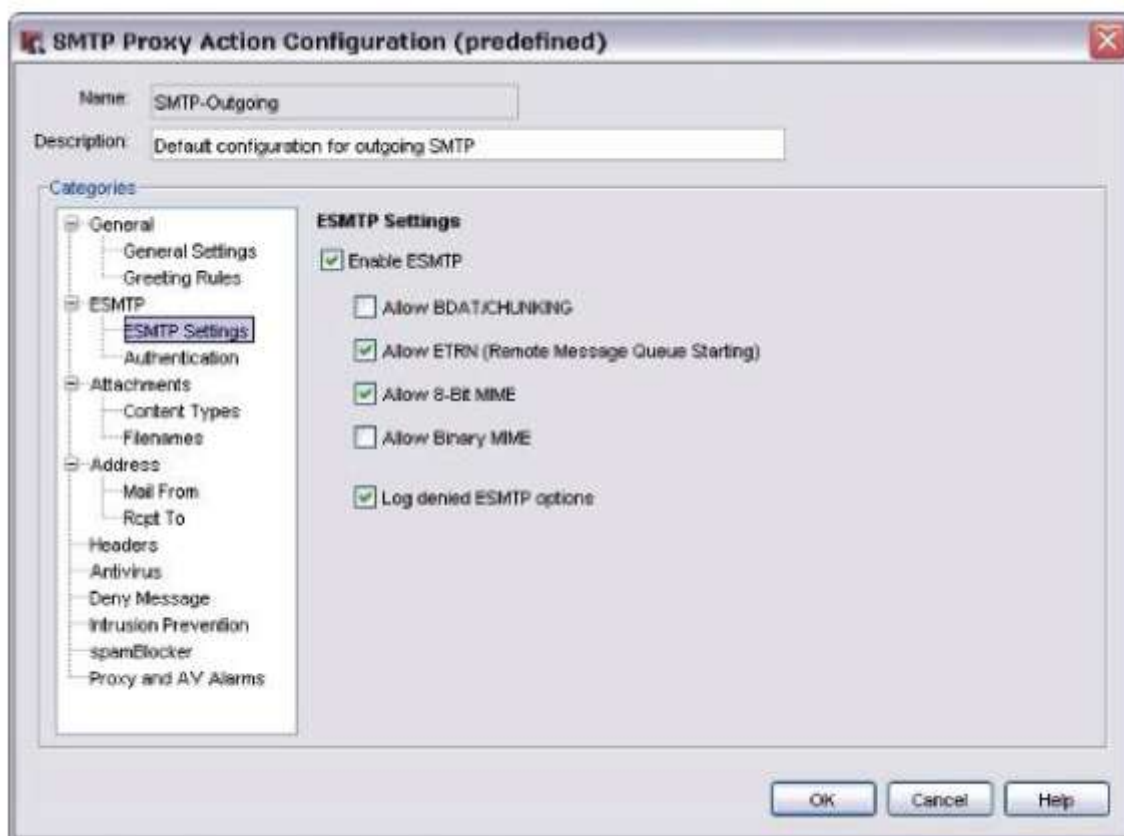 SMTP Proxy Action Configuration (predefined)
Name: SMTP-Outgoing
Description: Default configuration for outgoing SMTP
Categories
General
General Settings
Greeting Rules
ESMTP
ESMTP Settings
Authentication
Attachments
Content Types
Filenames
Address
Mail From
Rcpt To
Headers
Antivirus
Deny Message
Intrusion Prevention
spamBlocker
Proxy and AV Alarms
ESMTP Settings
Enable ESMTP
Allow BDAT/CHUNKING
Allow ETRN (Remote Message Queue Starting)
Allow 8-Bit MIME
Allow Binary MIME
Log denied ESMTP options
OK Cancel Help